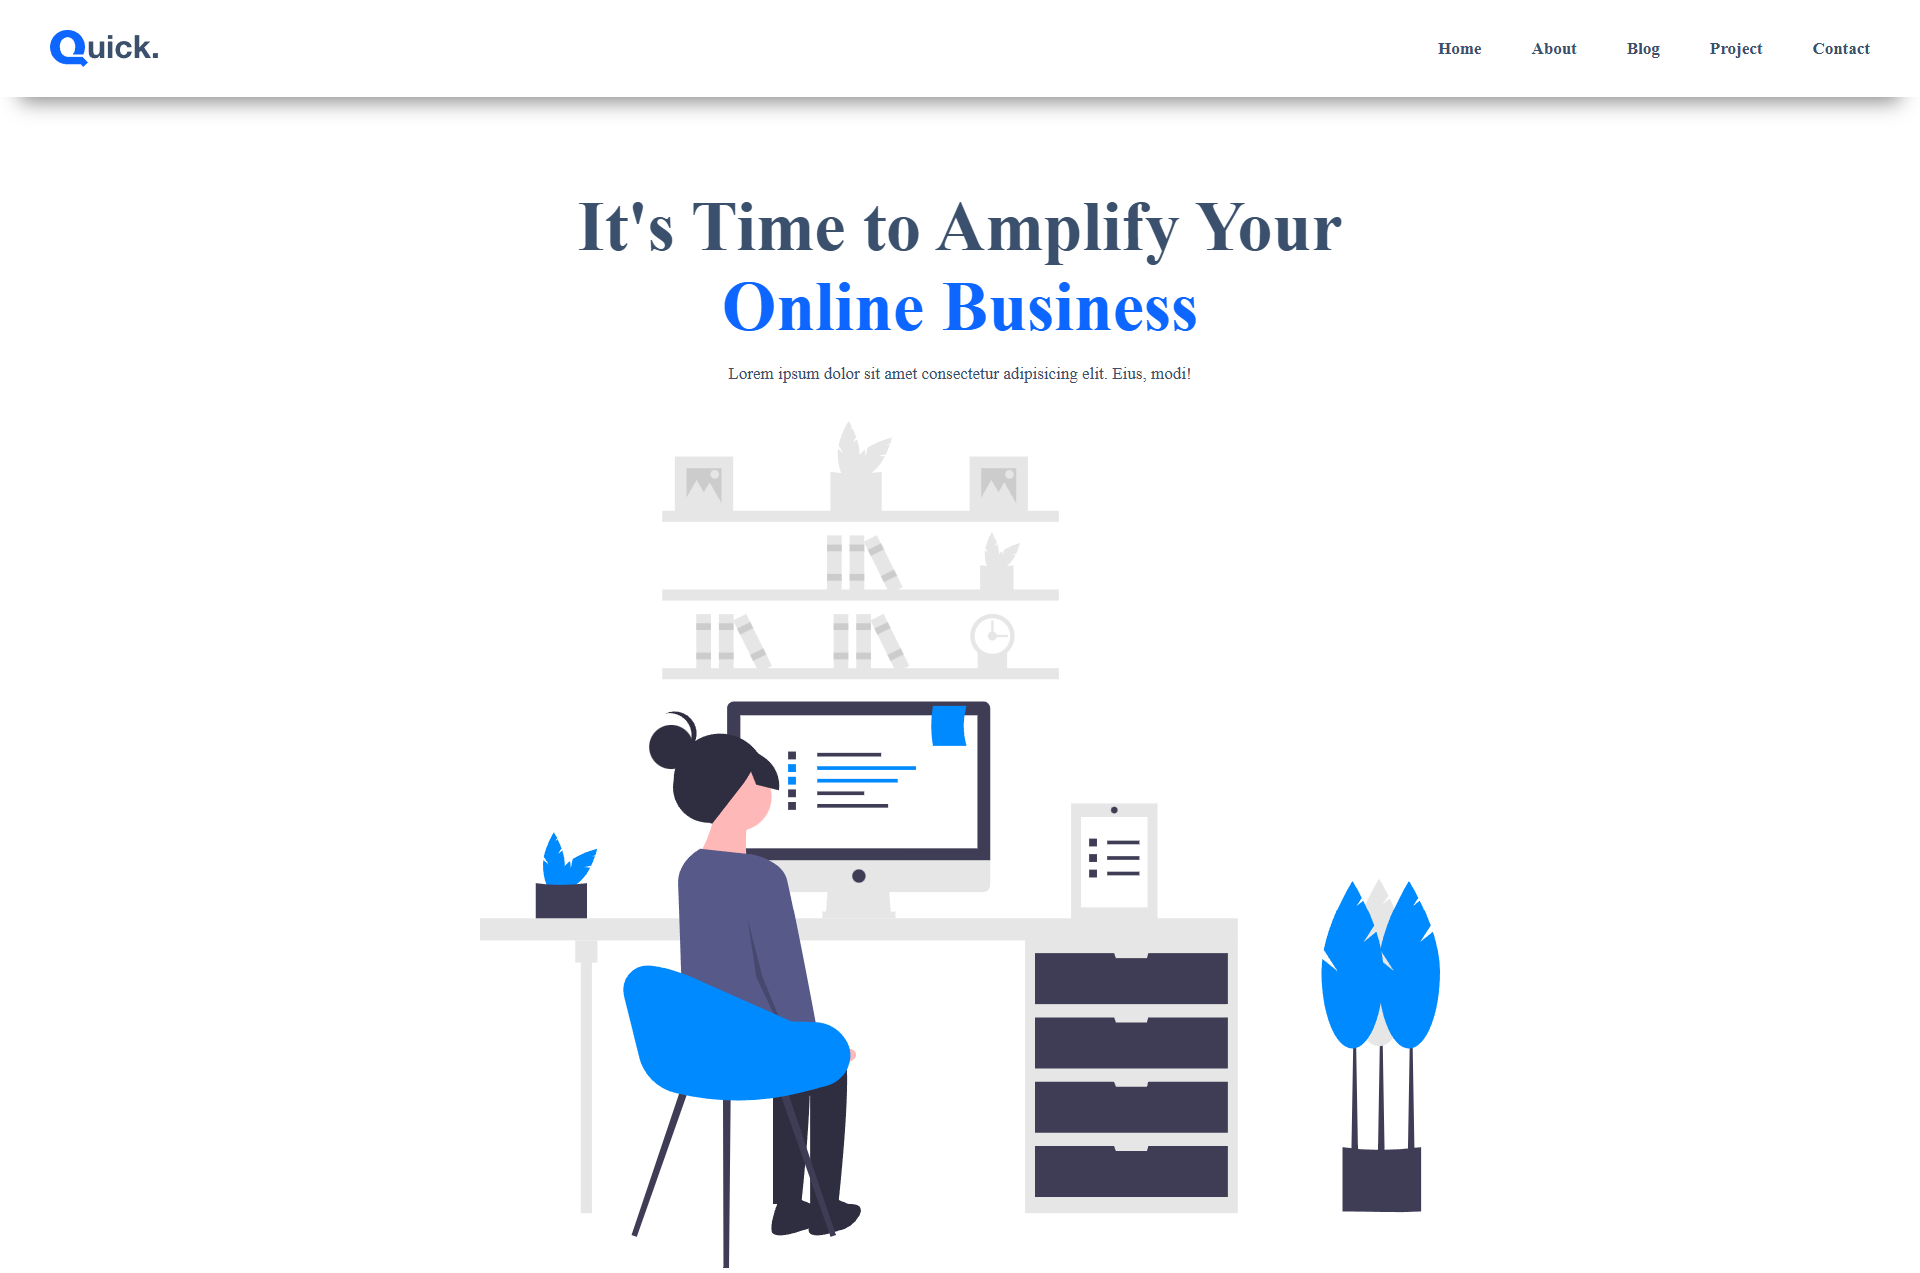 Quick.
Home About Blog Project Contact
It's Time to Amplify Your
Online Business
Lorem ipsum dolor sit amet consectetur adipisicing elit. Eius, modi!